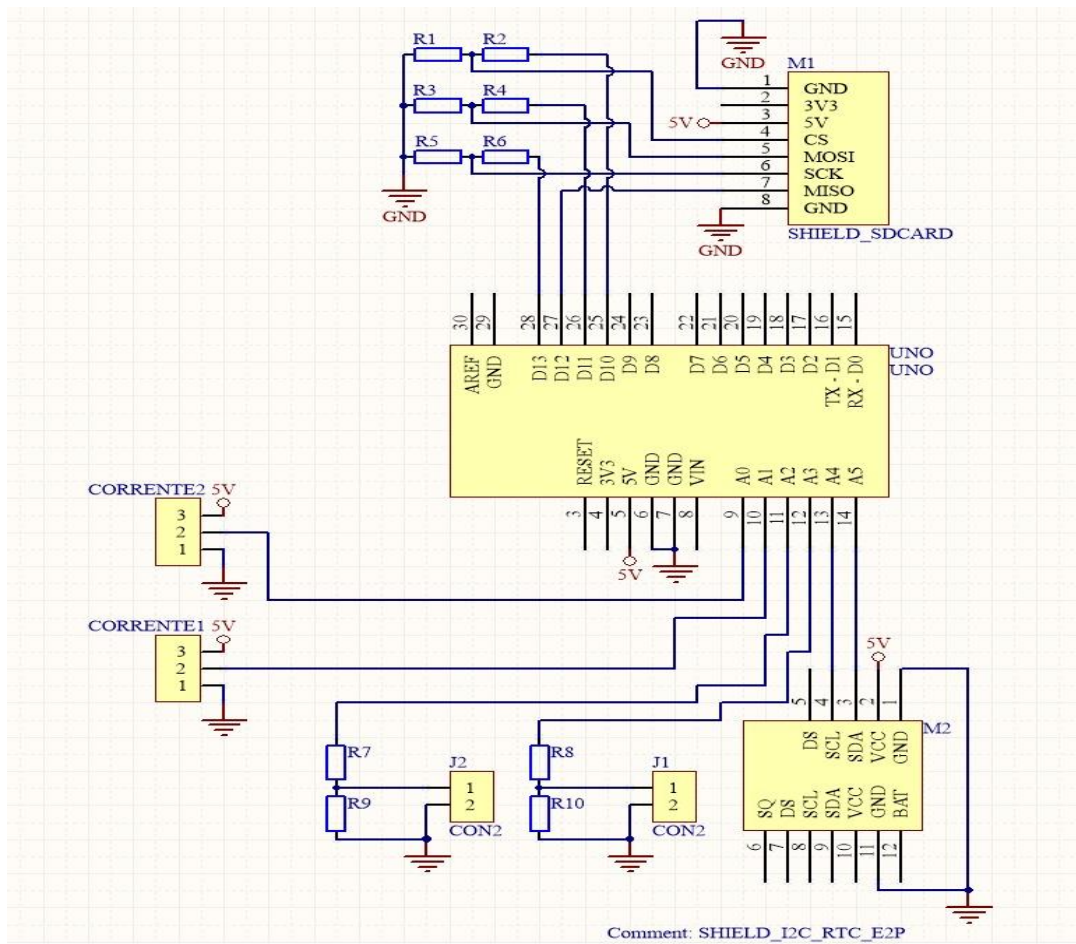 R1 R2
GND
M1
R3 R4
R5 R6
GND
5V
1 GND
2 3V3
3 5V
4 CS
5 MOSI
6 SCK
7 MISO
8 GND
GND
SHIELD_SDCARD
30 29 28 27 26 25 24 23 22 21 20 19 18 17 16 15
AREF GND D13 D12 D11 D10 D9 D8 D7 D6 D5 D4 D3 D2 TX - D1 RX - D0
UNO
UNO
RESET 3V3 5V GND GND VIN A0 A1 A2 A3 A4 A5
3 4 5 6 7 8 9 10 11 12 13 14
5V
CORRENTE2 5V
3
2
1
CORRENTE1 5V
3
2
1
5V
5 4 3 2 1
DS SCL SDA VCC GND
M2
SQ DS SCL SDA VCC GND BAT
6 7 8 9 10 11 12
R7
R9
J2
1
2
CON2
R8
R10
J1
1
2
CON2
Comment: SHIELD_I2C_RTC_E2P